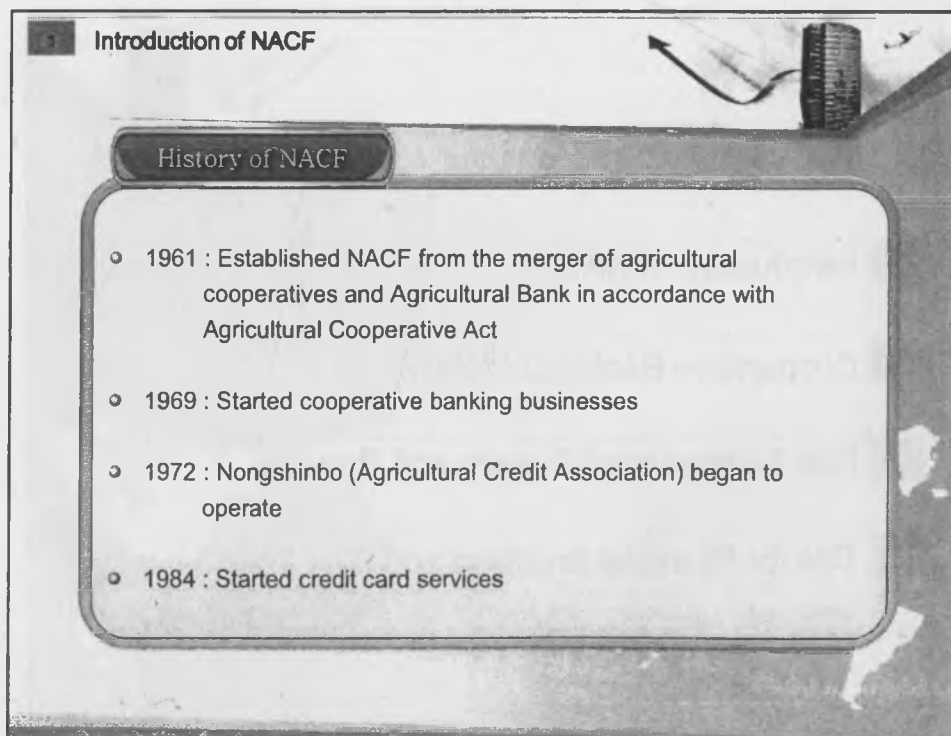 1 Introduction of NACF
History of NACF
1961 : Established NACF from the merger of agricultural
cooperatives and Agricultural Bank in accordance with
Agricultural Cooperative Act
1969 : Started cooperative banking businesses
1972 : Nongshinbo (Agricultural Credit Association) began to
operate
1984 : Started credit card services